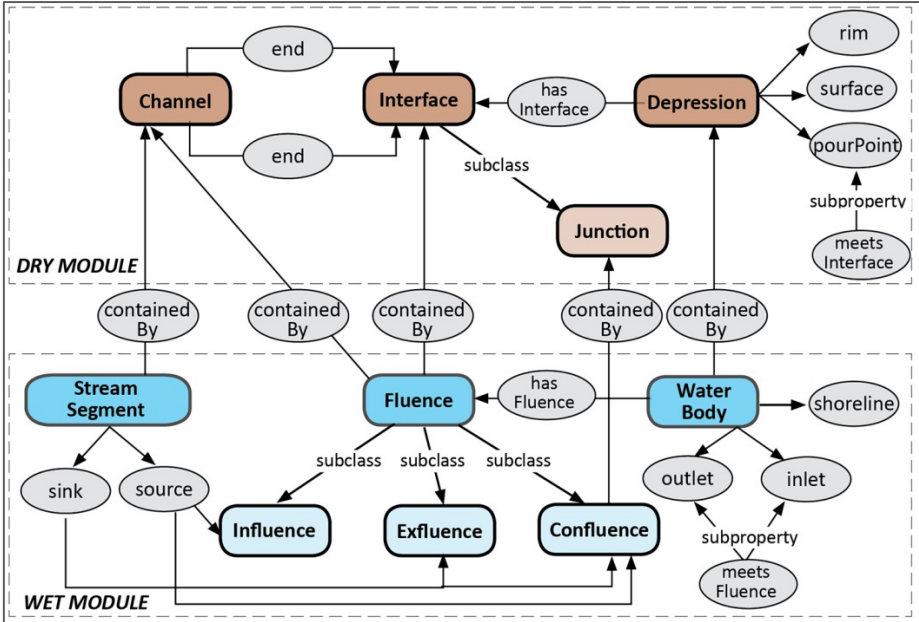 end
rim
Channel
Interface
has
Interface
Depression
surface
end
pourPoint
subclass
subproperty
Junction
meets
Interface
DRY MODULE
contained
By
contained
By
contained
By
contained
By
contained
By
Stream
Segment
Fluence
has
Fluence
Water
Body
shoreline
subclass
subclass
subclass
sink
source
outlet
inlet
Influence
Exfluence
Confluence
subproperty
meets
Fluence
WET MODULE